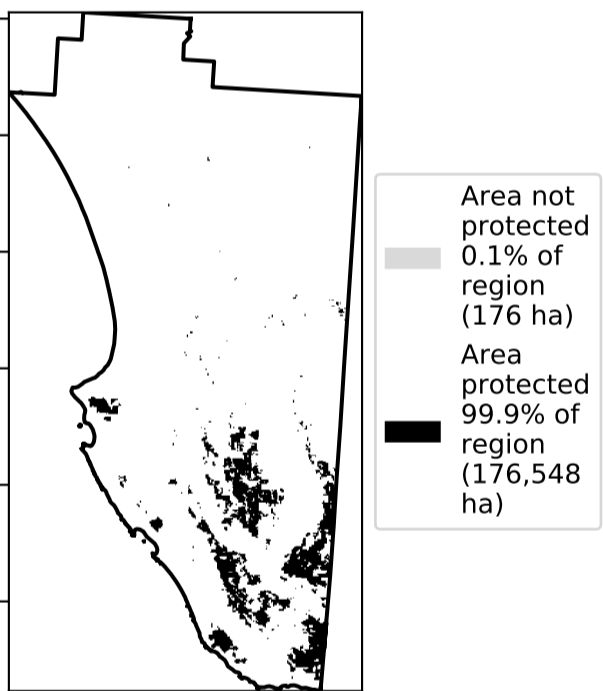 Area not
protected
0.1% of
region
(176 ha)
Area
protected
99.9% of
region
(176,548
ha)